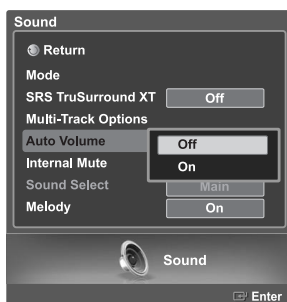 Sound
Return
Mode
SRS TruSurround XT Off
Multi-Track Options
Auto Volume Off
Internal Mute On
Sound Select Main
Melody On
Sound
Enter